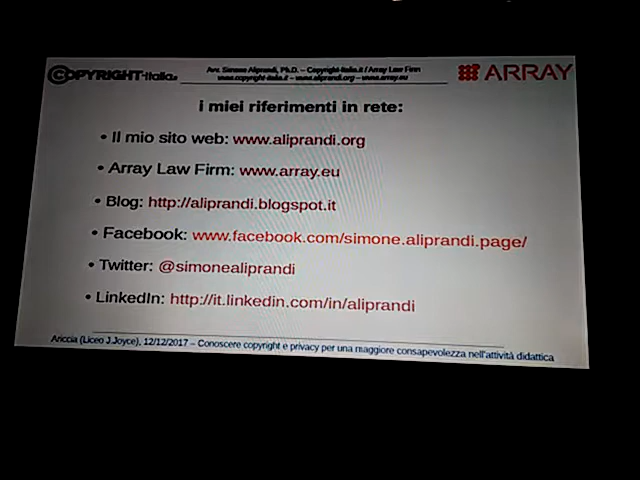 COPYRIGHT-Italia.it
Avv. Simone Aliprandi, Ph.D. – Copyright-Italia.it / Array Law Firm
www.copyright-italia.it – www.aliprandi.org – www.array.eu
ARRAY
i miei riferimenti in rete:
• Il mio sito web: www.aliprandi.org
• Array Law Firm: www.array.eu
• Blog: http://aliprandi.blogspot.it
• Facebook: www.facebook.com/simone.aliprandi.page/
• Twitter: @simonealiprandi
• LinkedIn: http://it.linkedin.com/in/aliprandi
Ariccia (Liceo J.Joyce), 12/12/2017 – Conoscere copyright e privacy per una maggiore consapevolezza nell'attività didattica